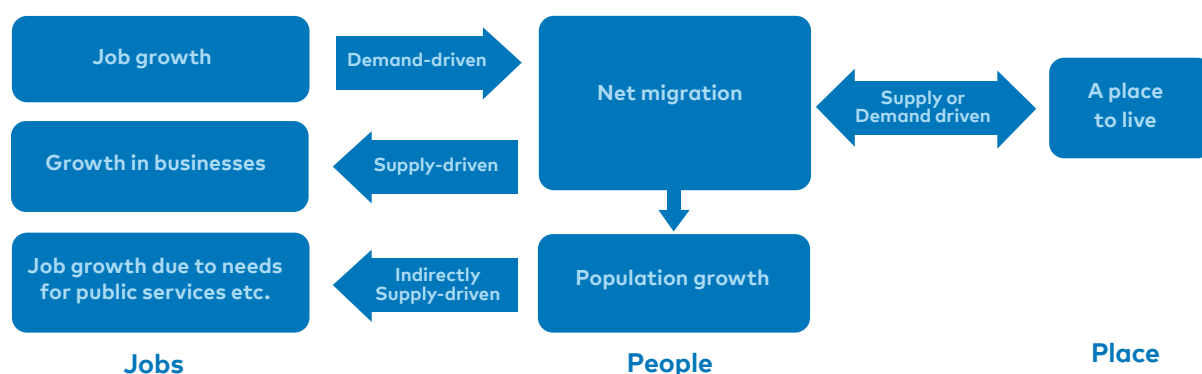 Job growth
Demand-driven
Net migration
Supply or
Demand driven
A place
to live
Growth in businesses
Supply-driven
Job growth due to needs
for public services etc.
Indirectly
Supply-driven
Population growth
Jobs
People
Place